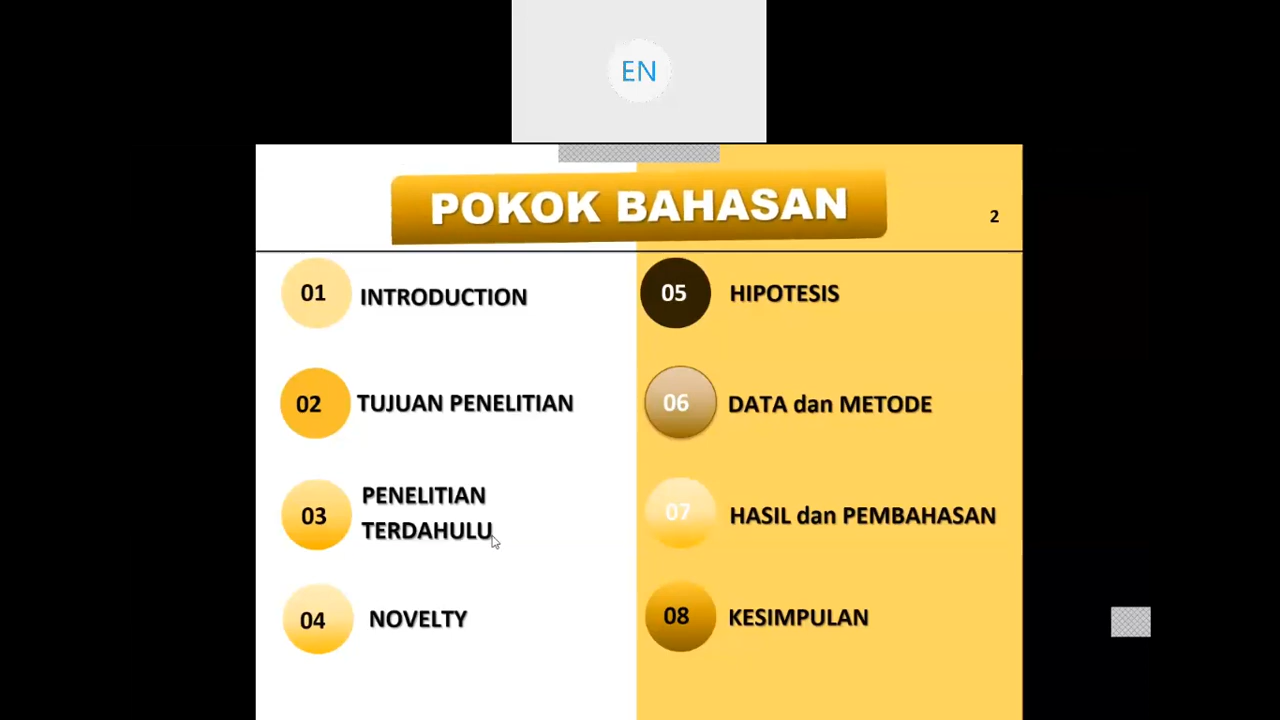 EN
POKOK BAHASAN
2
01 INTRODUCTION
02 TUJUAN PENELITIAN
03 PENELITIAN
TERDAHULU
04 NOVELTY
05 HIPOTESIS
06 DATA dan METODE
07 HASIL dan PEMBAHASAN
08 KESIMPULAN